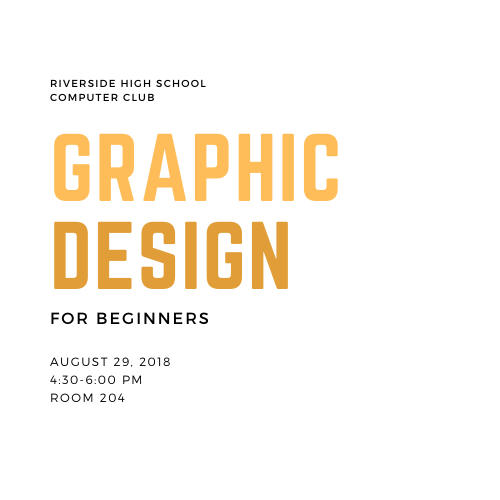 RIVERSIDE HIGH SCHOOL
COMPUTER CLUB
GRAPHIC
DESIGN
FOR BEGINNERS
AUGUST 29, 2018
4:30-6:00 PM
ROOM 204